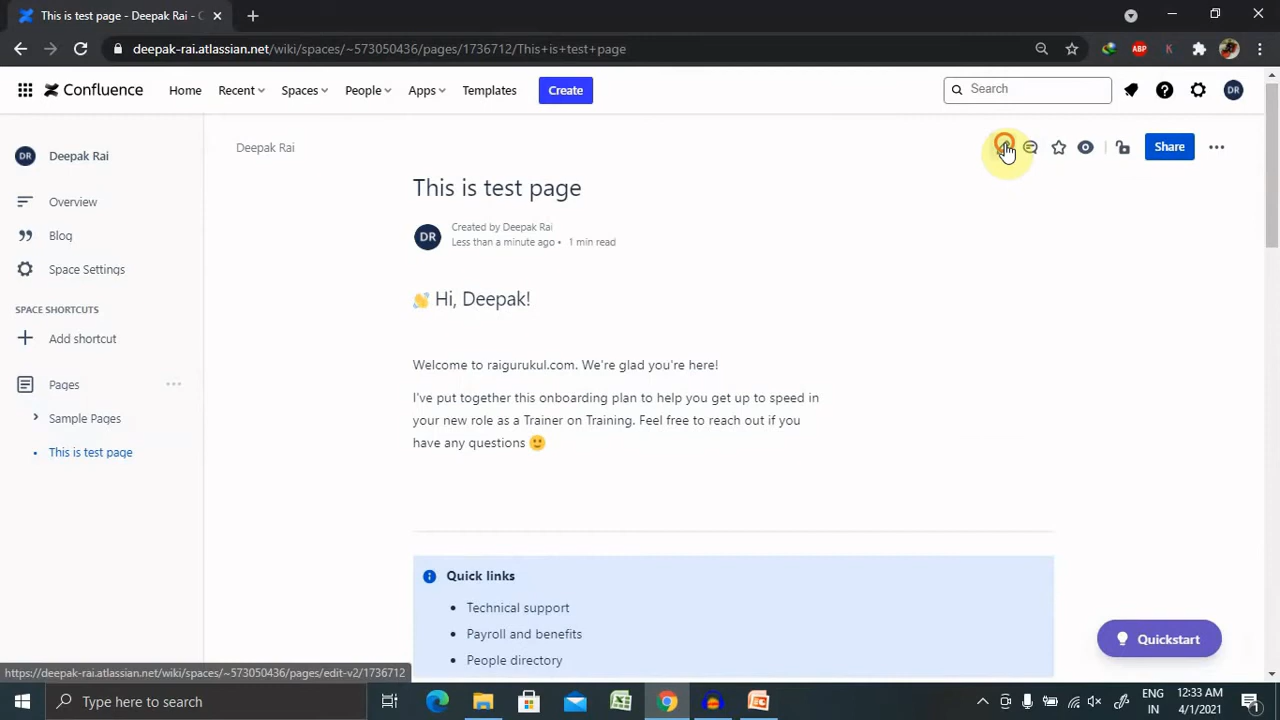 This is test page - Deepak Rai - C
deepak-rai.atlassian.net/wiki/spaces/~573050436/pages/1736712/This+is+test+page
ABP
K
Confluence
Home
Recent
Spaces
People
Apps
Templates
Create
Search
DR
DR
Deepak Rai
Overview
Blog
Space Settings
SPACE SHORTCUTS
Add shortcut
Pages
Sample Pages
This is test page
Deepak Rai
Share
This is test page
DR
Created by Deepak Rai
Less than a minute ago • 1 min read
👋 Hi, Deepak!
Welcome to raigurukul.com. We're glad you're here!
I've put together this onboarding plan to help you get up to speed in
your new role as a Trainer on Training. Feel free to reach out if you
have any questions 🙂
Quick links
• Technical support
• Payroll and benefits
• People directory
Quickstart
https://deepak-rai.atlassian.net/wiki/spaces/~573050436/pages/edit-v2/1736712
Type here to search
ENG
IN
12:33 AM
4/1/2021
1